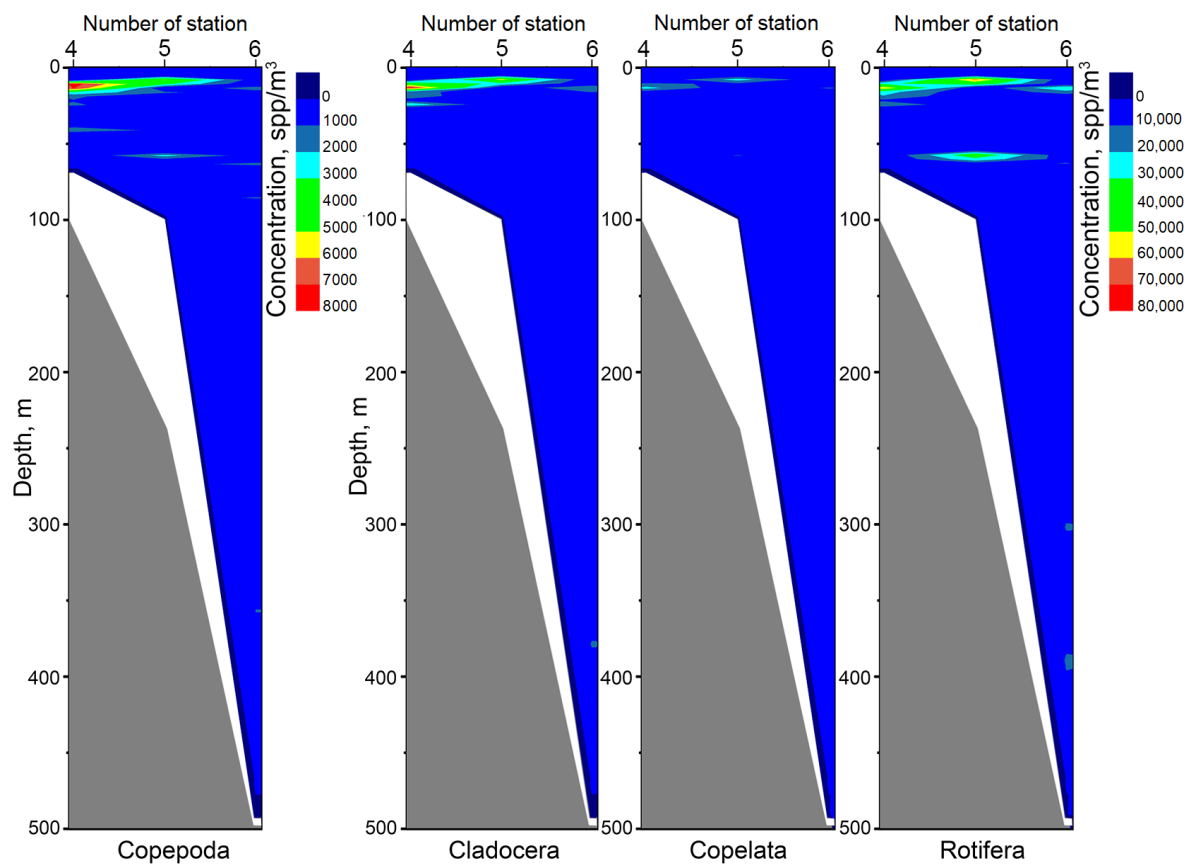 Number of station
Number of station
Number of station
Number of station
4 5 6
4 5 6
4 5 6
4 5 6
0
100
200
300
400
500
Depth, m
Concentration, spp/m³
0
1000
2000
3000
4000
5000
6000
7000
8000
0
100
200
300
400
500
Depth, m
0
100
200
300
400
500
0
100
200
300
400
500
Concentration, spp/m³
0
10,000
20,000
30,000
40,000
50,000
60,000
70,000
80,000
Copepoda
Cladocera
Copelata
Rotifera